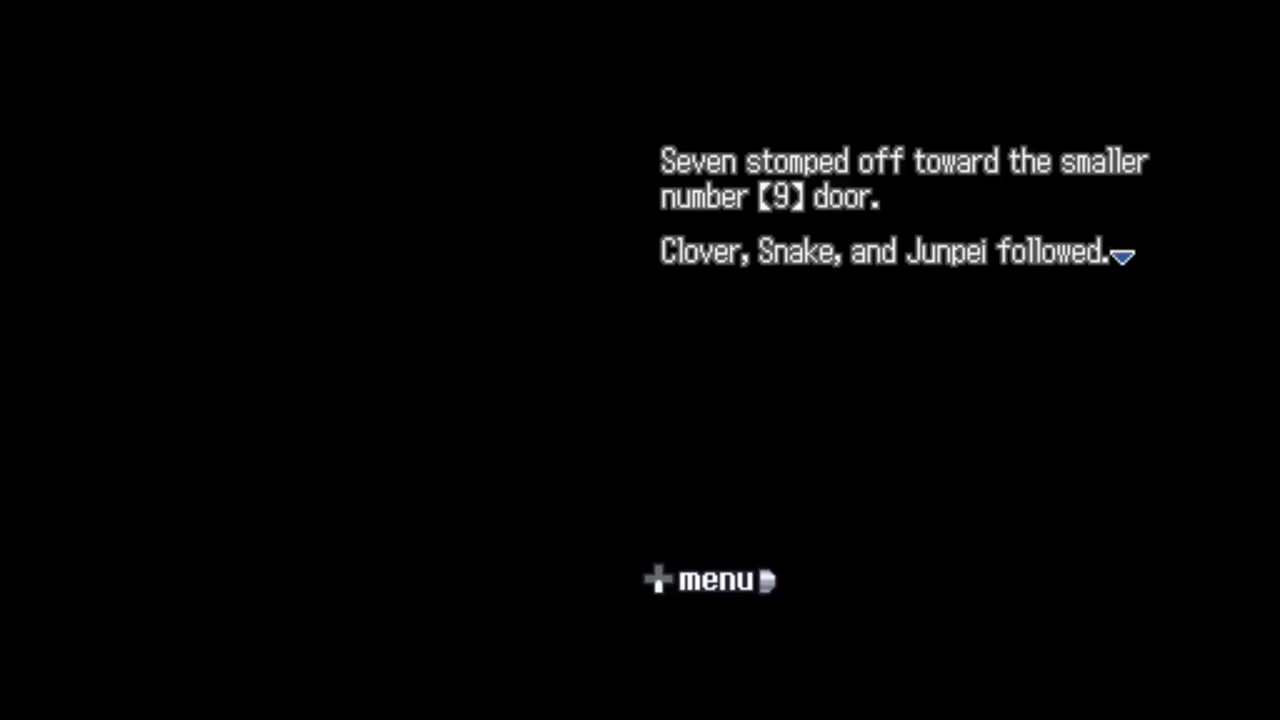 Seven stomped off toward the smaller
number 【9】 door.
Clover, Snake, and Junpei followed.
menu